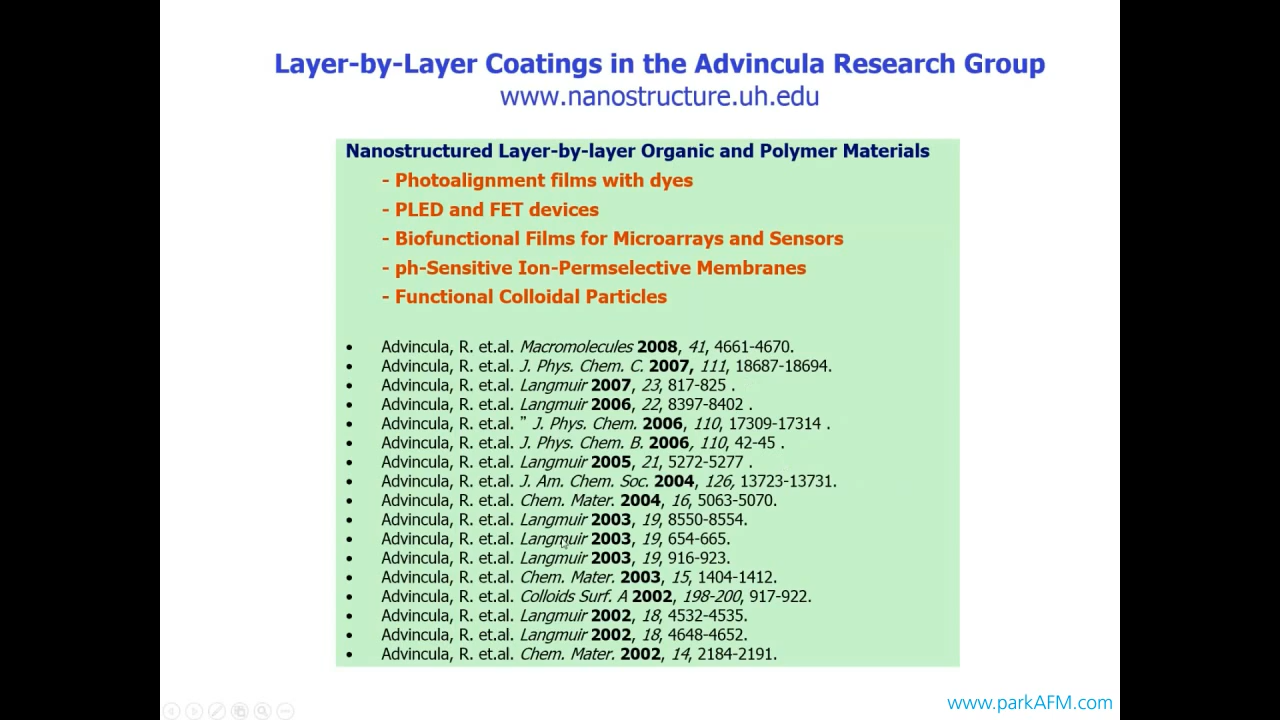 Layer-by-Layer Coatings in the Advincula Research Group
www.nanostructure.uh.edu
Nanostructured Layer-by-layer Organic and Polymer Materials
- Photoalignment films with dyes
- PLED and FET devices
- Biofunctional Films for Microarrays and Sensors
- ph-Sensitive Ion-Permselective Membranes
- Functional Colloidal Particles
• Advincula, R. et.al. Macromolecules 2008, 41, 4661-4670.
• Advincula, R. et.al. J. Phys. Chem. C. 2007, 111, 18687-18694.
• Advincula, R. et.al. Langmuir 2007, 23, 817-825 .
• Advincula, R. et.al. Langmuir 2006, 22, 8397-8402 .
• Advincula, R. et.al. ” J. Phys. Chem. 2006, 110, 17309-17314 .
• Advincula, R. et.al. J. Phys. Chem. B. 2006, 110, 42-45 .
• Advincula, R. et.al. Langmuir 2005, 21, 5272-5277 .
• Advincula, R. et.al. J. Am. Chem. Soc. 2004, 126, 13723-13731.
• Advincula, R. et.al. Chem. Mater. 2004, 16, 5063-5070.
• Advincula, R. et.al. Langmuir 2003, 19, 8550-8554.
• Advincula, R. et.al. Langmuir 2003, 19, 654-665.
• Advincula, R. et.al. Langmuir 2003, 19, 916-923.
• Advincula, R. et.al. Chem. Mater. 2003, 15, 1404-1412.
• Advincula, R. et.al. Colloids Surf. A 2002, 198-200, 917-922.
• Advincula, R. et.al. Langmuir 2002, 18, 4532-4535.
• Advincula, R. et.al. Langmuir 2002, 18, 4648-4652.
• Advincula, R. et.al. Chem. Mater. 2002, 14, 2184-2191.
www.parkAFM.com